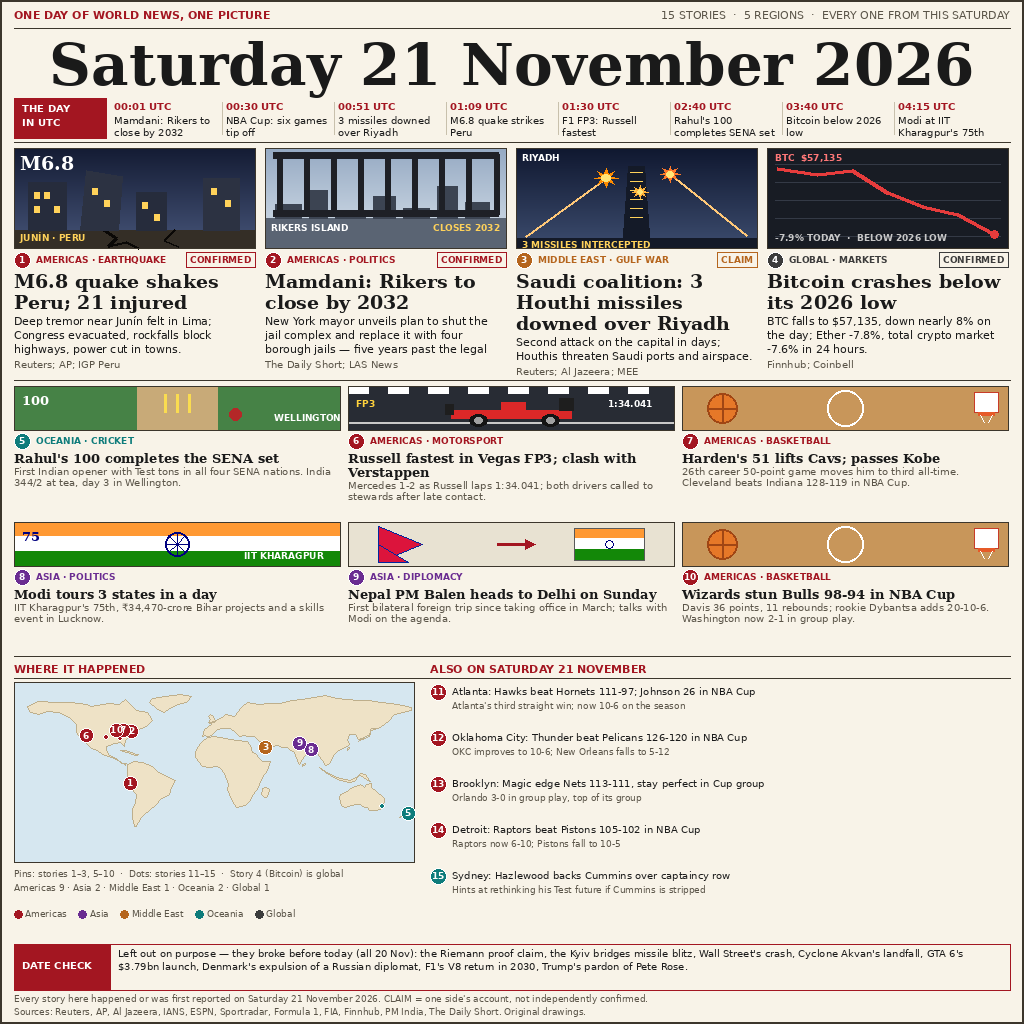 ONE DAY OF WORLD NEWS, ONE PICTURE
15 STORIES · 5 REGIONS · EVERY ONE FROM THIS SATURDAY
Saturday 21 November 2026
THE DAY
IN UTC
00:01 UTC
Mamdani: Rikers to
close by 2032
00:30 UTC
NBA Cup: six games
tip off
00:51 UTC
3 missiles downed
over Riyadh
01:09 UTC
M6.8 quake strikes
Peru
01:30 UTC
F1 FP3: Russell
fastest
02:40 UTC
Rahul's 100
completes SENA set
03:40 UTC
Bitcoin below 2026
low
04:15 UTC
Modi at IIT
Kharagpur's 75th
M6.8
JUNÍN · PERU
1 AMERICAS · EARTHQUAKE CONFIRMED
M6.8 quake shakes
Peru; 21 injured
Deep tremor near Junín felt in Lima;
Congress evacuated, rockfalls block
highways, power cut in towns.
Reuters; AP; IGP Peru
RIKERS ISLAND CLOSES 2032
2 AMERICAS · POLITICS CONFIRMED
Mamdani: Rikers to
close by 2032
New York mayor unveils plan to shut the
jail complex and replace it with four
borough jails — five years past the legal
The Daily Short; LAS News
RIYADH
3 MISSILES INTERCEPTED
3 MIDDLE EAST · GULF WAR CLAIM
Saudi coalition: 3
Houthi missiles
downed over Riyadh
Second attack on the capital in days;
Houthis threaten Saudi ports and airspace.
Reuters; Al Jazeera; MEE
BTC $57,135
-7.9% TODAY · BELOW 2026 LOW
4 GLOBAL · MARKETS CONFIRMED
Bitcoin crashes below
its 2026 low
BTC falls to $57,135, down nearly 8% on
the day; Ether -7.8%, total crypto market
-7.6% in 24 hours.
Finnhub; Coinbell
100
WELLINGTON
5 OCEANIA · CRICKET
Rahul's 100 completes the SENA set
First Indian opener with Test tons in all four SENA nations. India
344/2 at tea, day 3 in Wellington.
FP3 1:34.041
6 AMERICAS · MOTORSPORT
Russell fastest in Vegas FP3; clash with
Verstappen
Mercedes 1-2 as Russell laps 1:34.041; both drivers called to
stewards after late contact.
7 AMERICAS · BASKETBALL
Harden's 51 lifts Cavs; passes Kobe
26th career 50-point game moves him to third all-time.
Cleveland beats Indiana 128-119 in NBA Cup.
75
IIT KHARAGPUR
8 ASIA · POLITICS
Modi tours 3 states in a day
IIT Kharagpur's 75th, ₹34,470-crore Bihar projects and a skills
event in Lucknow.
9 ASIA · DIPLOMACY
Nepal PM Balen heads to Delhi on Sunday
First bilateral foreign trip since taking office in March; talks with
Modi on the agenda.
10 AMERICAS · BASKETBALL
Wizards stun Bulls 98-94 in NBA Cup
Davis 36 points, 11 rebounds; rookie Dybantsa adds 20-10-6.
Washington now 2-1 in group play.
WHERE IT HAPPENED
6 10 7 2 1 3 9 8 5
Pins: stories 1–3, 5–10 · Dots: stories 11–15 · Story 4 (Bitcoin) is global
Americas 9 · Asia 2 · Middle East 1 · Oceania 2 · Global 1
Americas Asia Middle East Oceania Global
ALSO ON SATURDAY 21 NOVEMBER
11 Atlanta: Hawks beat Hornets 111-97; Johnson 26 in NBA Cup
Atlanta's third straight win; now 10-6 on the season
12 Oklahoma City: Thunder beat Pelicans 126-120 in NBA Cup
OKC improves to 10-6; New Orleans falls to 5-12
13 Brooklyn: Magic edge Nets 113-111, stay perfect in Cup group
Orlando 3-0 in group play, top of its group
14 Detroit: Raptors beat Pistons 105-102 in NBA Cup
Raptors now 6-10; Pistons fall to 10-5
15 Sydney: Hazlewood backs Cummins over captaincy row
Hints at rethinking his Test future if Cummins is stripped
DATE CHECK
Left out on purpose — they broke before today (all 20 Nov): the Riemann proof claim, the Kyiv bridges missile blitz, Wall Street's crash, Cyclone Akvan's landfall, GTA 6's
$3.79bn launch, Denmark's expulsion of a Russian diplomat, F1's V8 return in 2030, Trump's pardon of Pete Rose.
Every story here happened or was first reported on Saturday 21 November 2026. CLAIM = one side's account, not independently confirmed.
Sources: Reuters, AP, Al Jazeera, IANS, ESPN, Sportradar, Formula 1, FIA, Finnhub, PM India, The Daily Short. Original drawings.